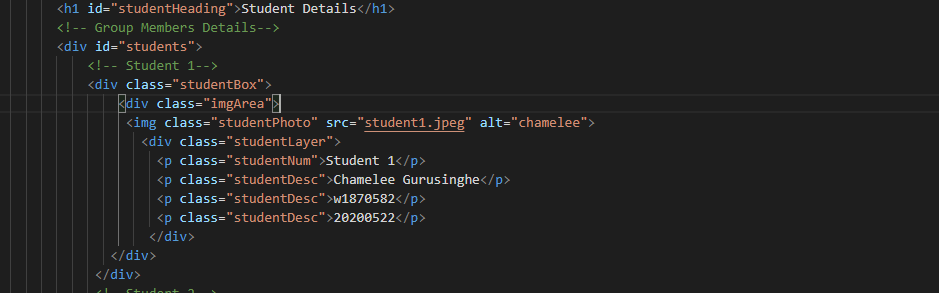 <h1 id="studentHeading">Student Details</h1>
<!-- Group Members Details-->
<div id="students">
<!-- Student 1-->
<div class="studentBox">
<div class="imgArea">
<img class="studentPhoto" src="student1.jpeg" alt="chamelee">
<div class="studentLayer">
<p class="studentNum">Student 1</p>
<p class="studentDesc">Chamelee Gurusinghe</p>
<p class="studentDesc">w1870582</p>
<p class="studentDesc">20200522</p>
</div>
</div>
</div>
<!-- Student 2-->